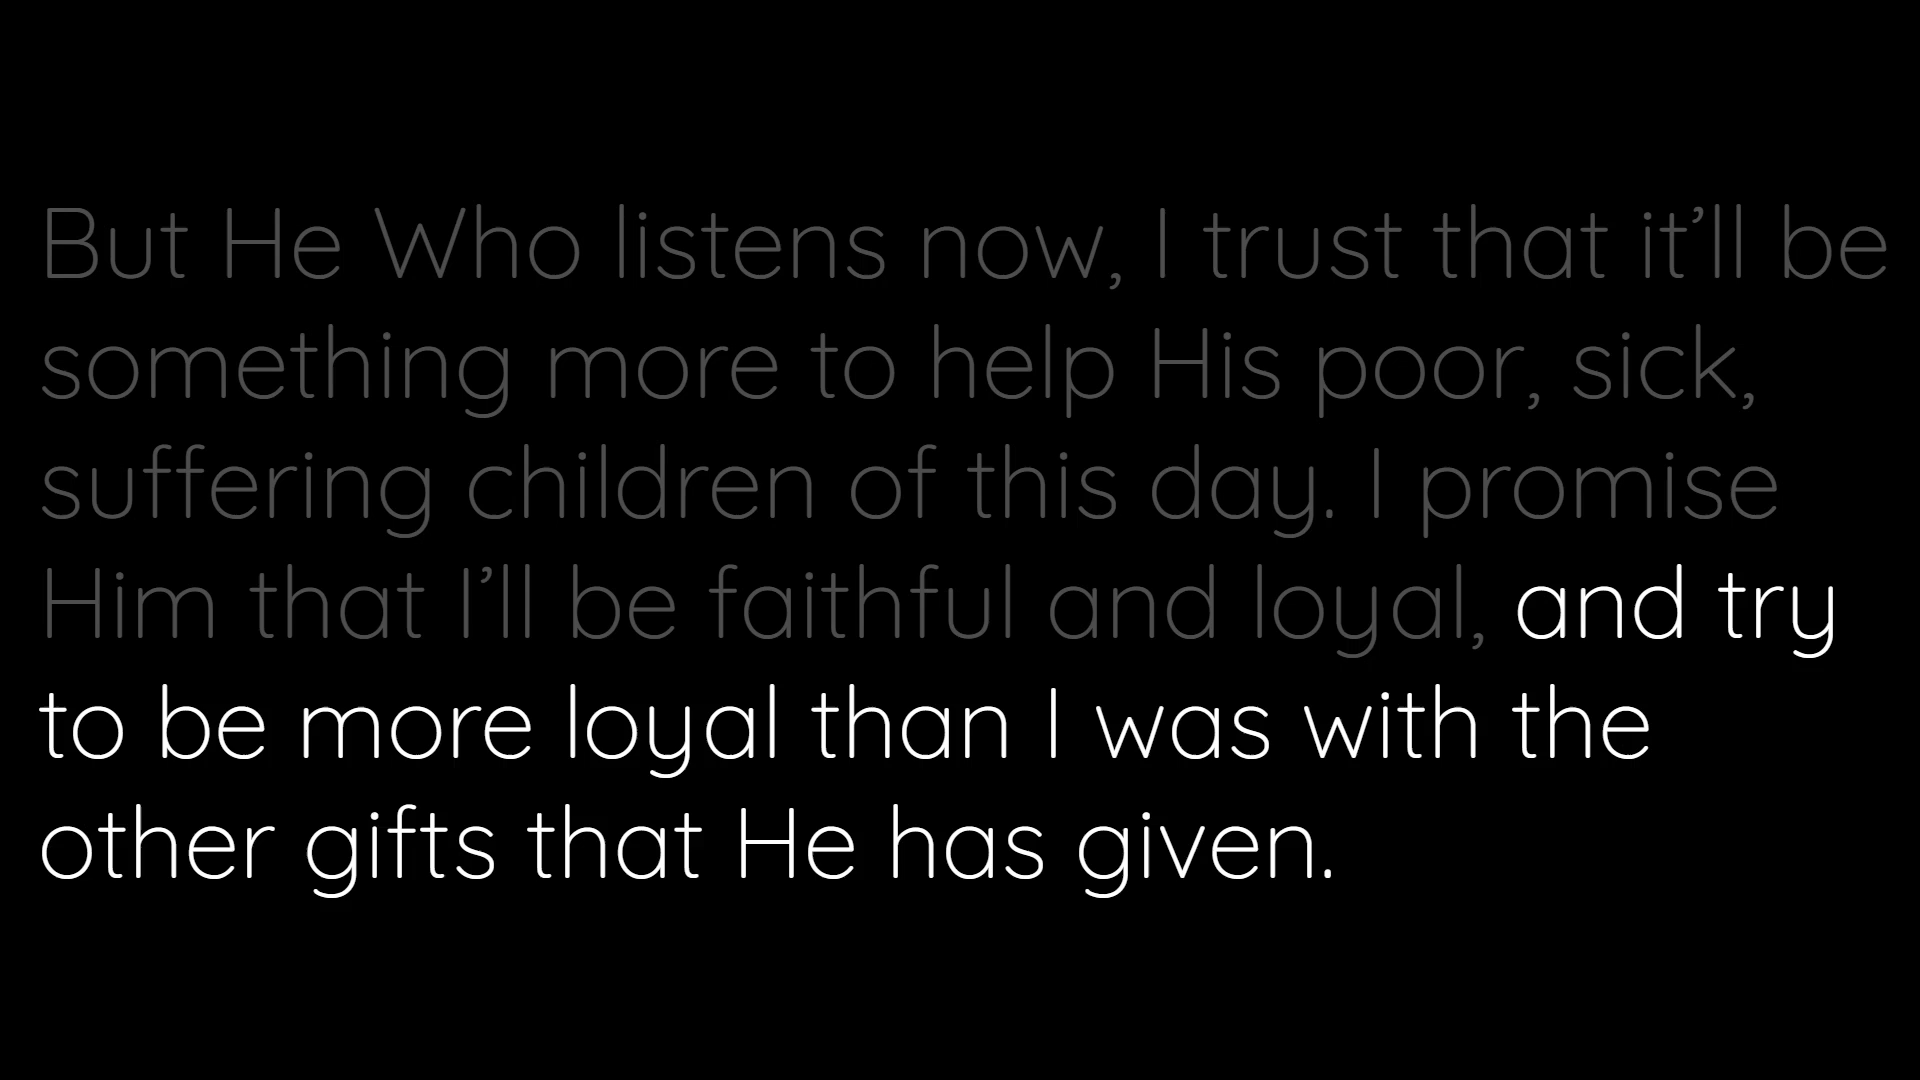 But He Who listens now, I trust that it’ll be
something more to help His poor, sick,
suffering children of this day. I promise
Him that I’ll be faithful and loyal, and try
to be more loyal than I was with the
other gifts that He has given.